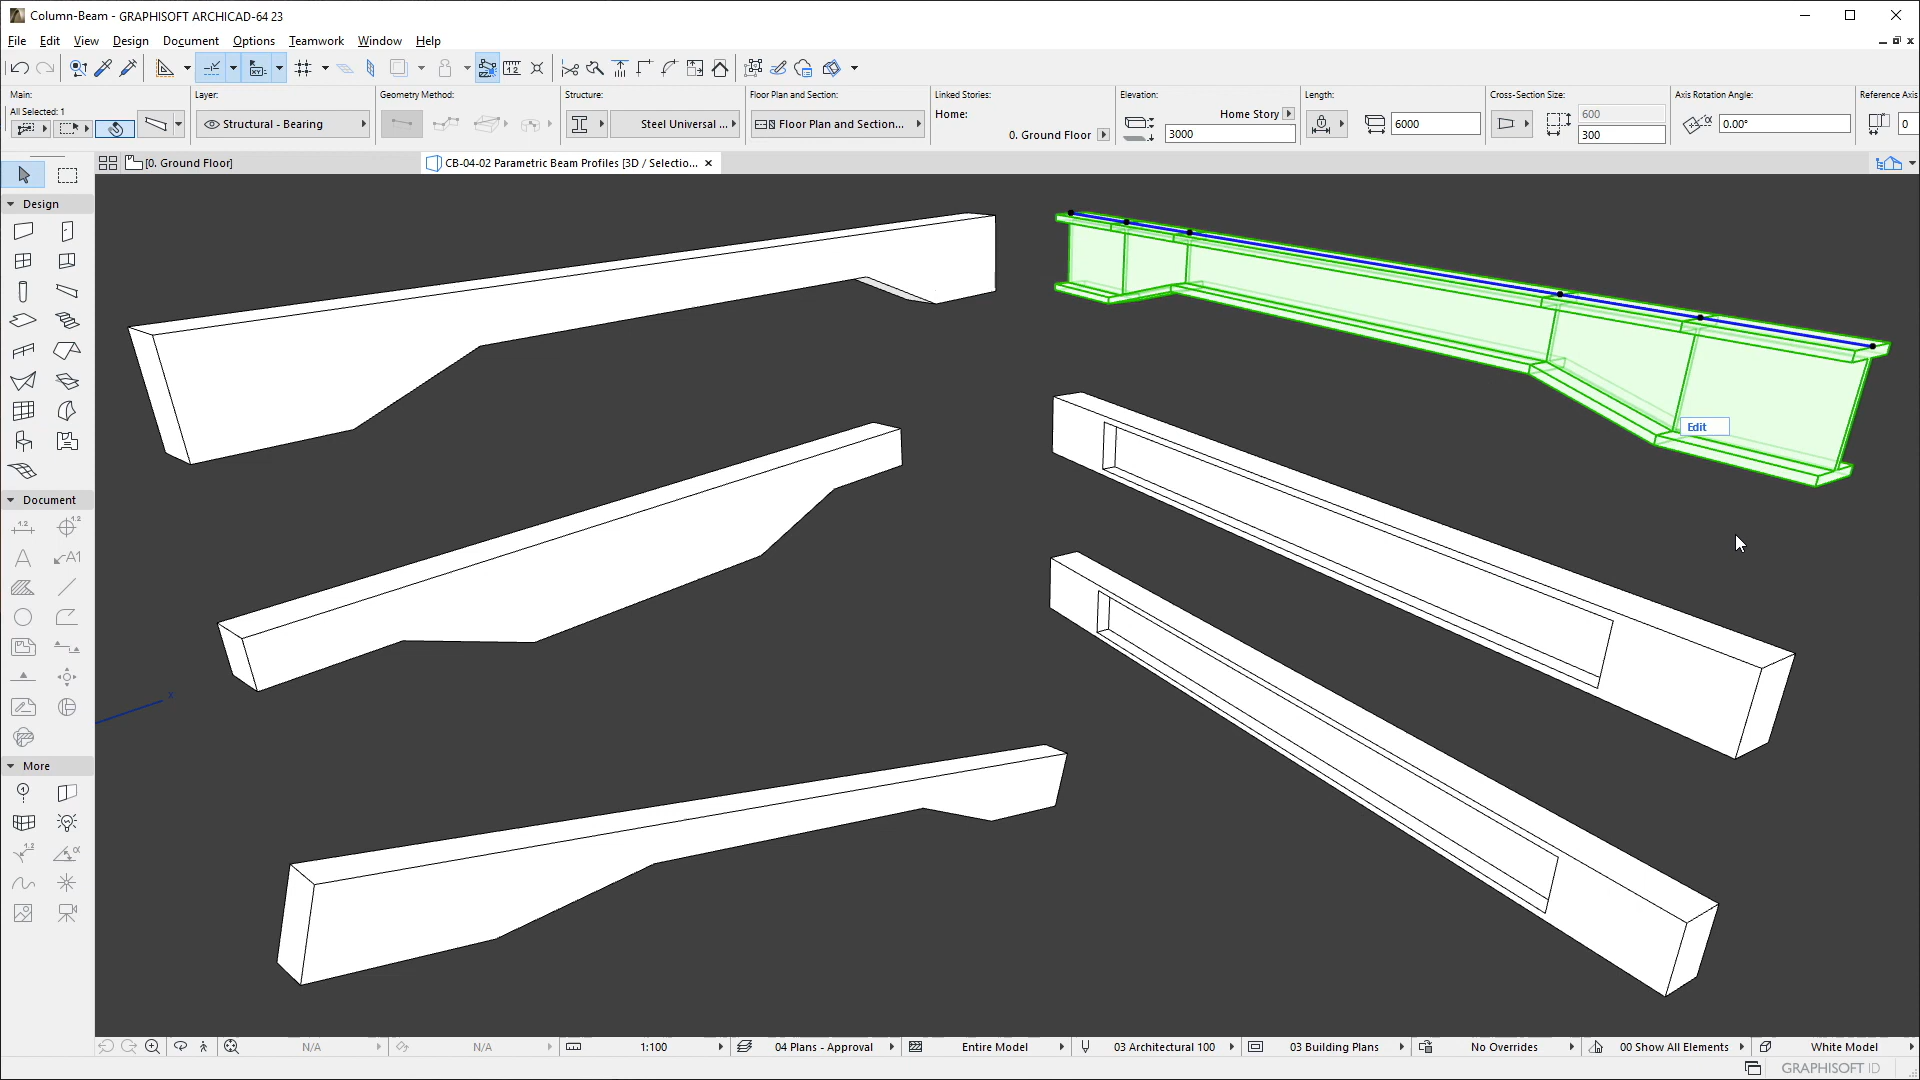 Column-Beam - GRAPHISOFT ARCHICAD-64 23
File Edit View Design Document Options Teamwork Window Help
Main:
All Selected: 1
Layer:
Structural - Bearing
Geometry Method:
Structure:
Steel Universal ...
Floor Plan and Section:
Floor Plan and Section...
Linked Stories:
Home:
0. Ground Floor
Elevation:
Home Story
3000
Length:
6000
Cross-Section Size:
600
300
Axis Rotation Angle:
0.00°
Reference Axis
0
[0. Ground Floor]
CB-04-02 Parametric Beam Profiles [3D / Selectio...
Design
Document
More
Edit
x
N/A
N/A
1:100
04 Plans - Approval
Entire Model
03 Architectural 100
03 Building Plans
No Overrides
00 Show All Elements
White Model
GRAPHISOFT ID